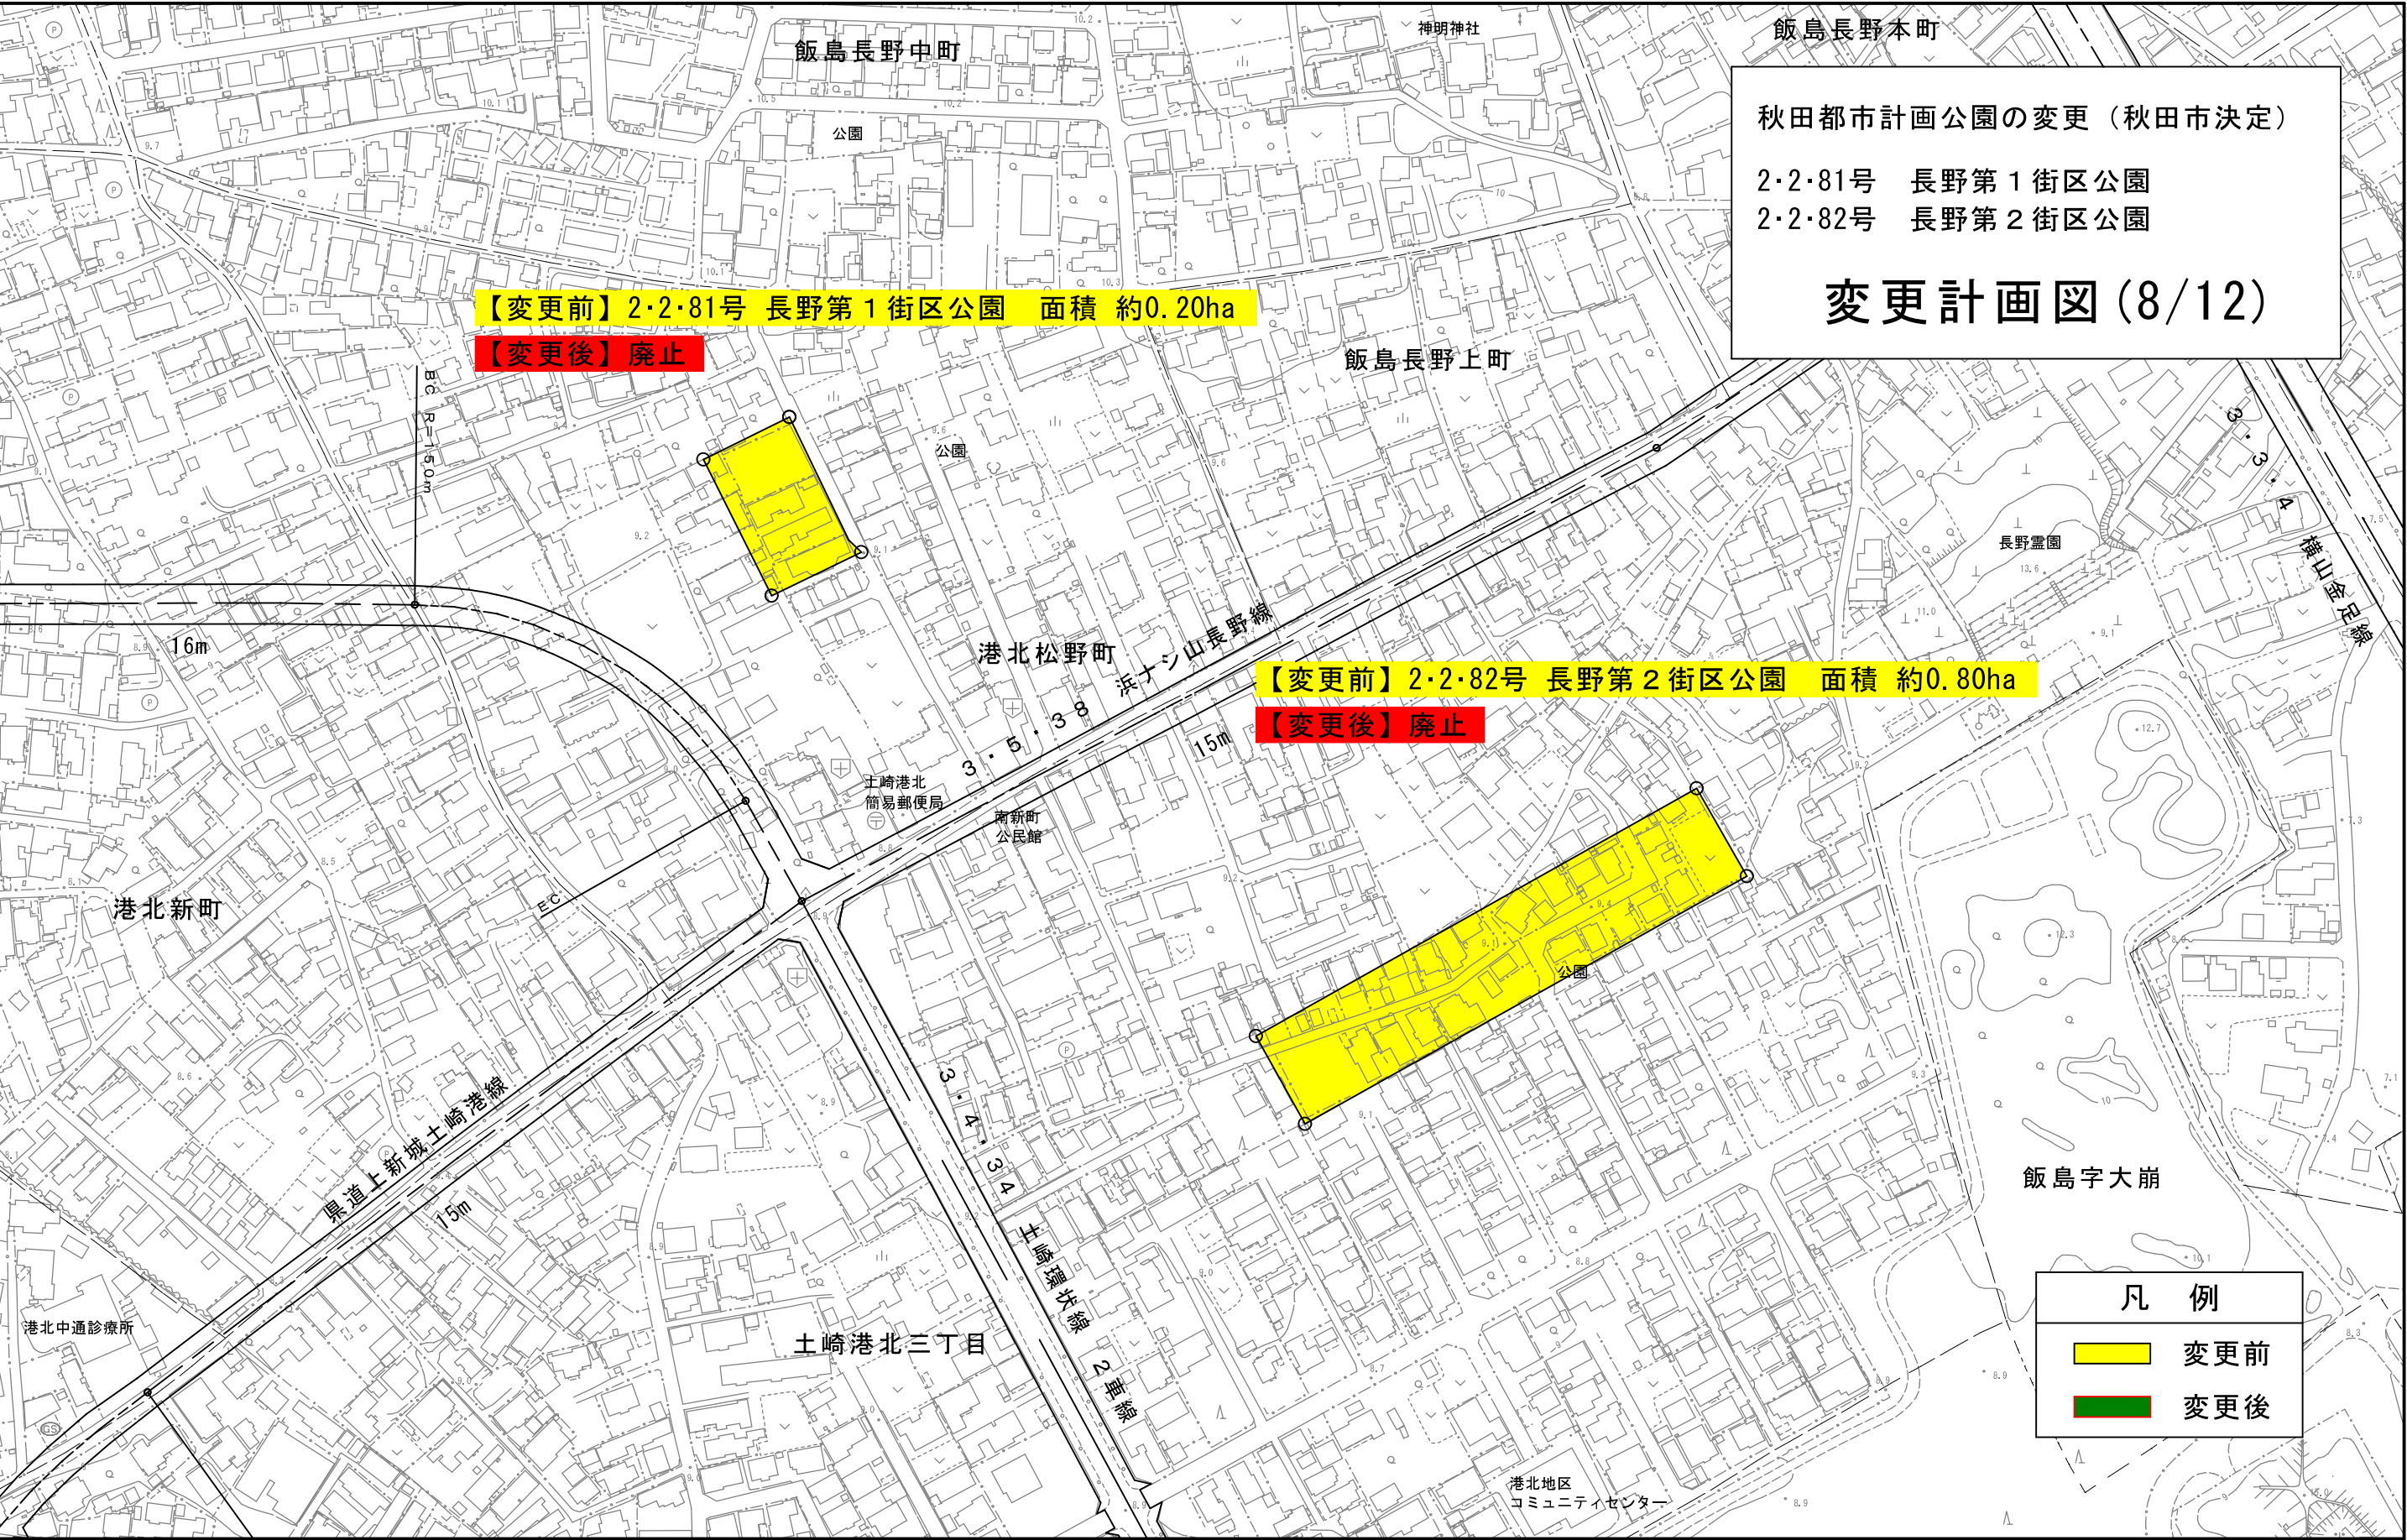 飯島長野中町
神明神社
飯島長野本町
秋田都市計画公園の変更（秋田市決定）
2・2・81号　長野第１街区公園
2・2・82号　長野第２街区公園
変更計画図(8/12)
公園
【変更前】2・2・81号 長野第１街区公園　面積 約0.20ha
【変更後】廃止
飯島長野上町
BC R=150m
公園
3・3・4 横山金足線
長野霊園
16m
港北松野町
3・5・38 浜ナシ山長野線
15m
【変更前】2・2・82号 長野第２街区公園　面積 約0.80ha
【変更後】廃止
土崎港北
簡易郵便局
南新町
公民館
EC
港北新町
公園
県道上新城土崎港線
15m
3・4・34 土崎環状線 2車線
飯島字大崩
港北中通診療所
土崎港北三丁目
港北地区
コミュニティセンター
凡　例
変更前
変更後
GS